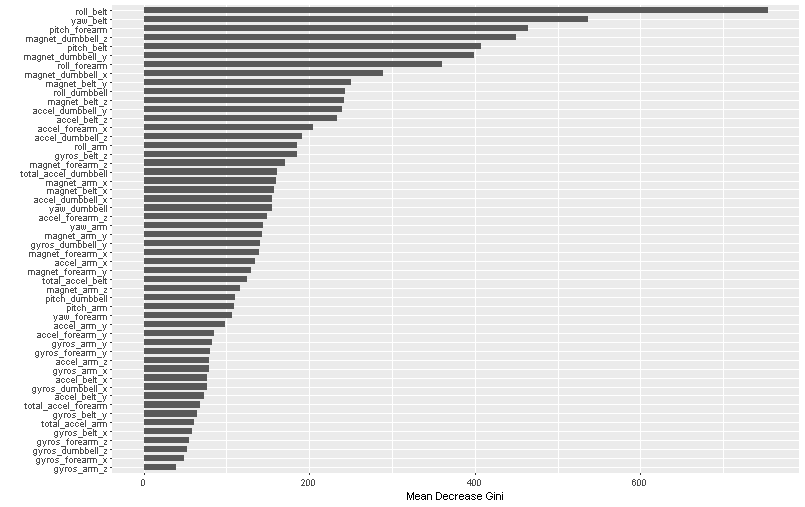 roll_belt
yaw_belt
pitch_forearm
magnet_dumbbell_z
pitch_belt
magnet_dumbbell_y
roll_forearm
magnet_dumbbell_x
magnet_belt_y
roll_dumbbell
magnet_belt_z
accel_dumbbell_y
accel_belt_z
accel_forearm_x
accel_dumbbell_z
roll_arm
gyros_belt_z
magnet_forearm_z
total_accel_dumbbell
magnet_arm_x
magnet_belt_x
accel_dumbbell_x
yaw_dumbbell
accel_forearm_z
yaw_arm
magnet_arm_y
gyros_dumbbell_y
magnet_forearm_x
accel_arm_x
magnet_forearm_y
total_accel_belt
magnet_arm_z
pitch_dumbbell
pitch_arm
yaw_forearm
accel_arm_y
accel_forearm_y
gyros_arm_y
gyros_forearm_y
accel_arm_z
gyros_arm_x
accel_belt_x
gyros_dumbbell_x
accel_belt_y
total_accel_forearm
gyros_belt_y
total_accel_arm
gyros_belt_x
gyros_forearm_z
gyros_dumbbell_z
gyros_forearm_x
gyros_arm_z
0 200 400 600
Mean Decrease Gini